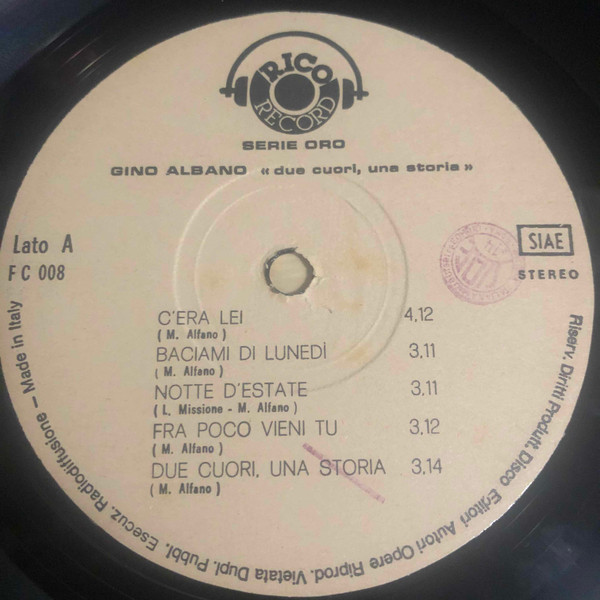 RICO
RECORD
SERIE ORO
GINO ALBANO « due cuori, una storia »
Lato A
FC 008
SIAE
STEREO
C'ERA LEI 4,12
( M. Alfano )
BACIAMI DI LUNEDÌ 3,11
( M. Alfano )
NOTTE D'ESTATE 3,11
( L. Missione - M. Alfano )
FRA POCO VIENI TU 3,12
( M. Alfano )
DUE CUORI, UNA STORIA 3,14
( M. Alfano )
Riserv. Diritti Produtt. Disco Editori Autori Opere Riprod. Vietata Dupl. Pubbl. Esecuz. Radiodiffusione — Made in Italy